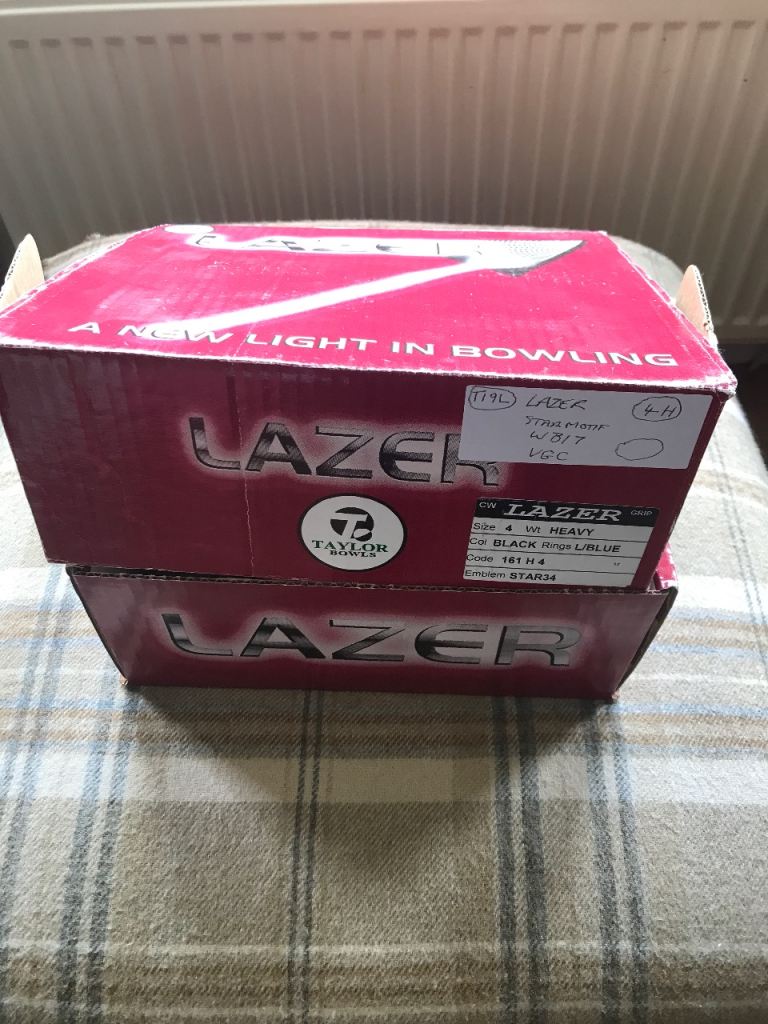 LAZER
A NEW LIGHT IN BOWLING
LAZER
T19L LAZER 4-H
STAR MOTIF
W817
VGC
TAYLOR
BOWLS
CW LAZER GRIP
Size 4 Wt HEAVY
Col BLACK Rings L/BLUE
Code 161 H 4
Emblem STAR34
LAZER